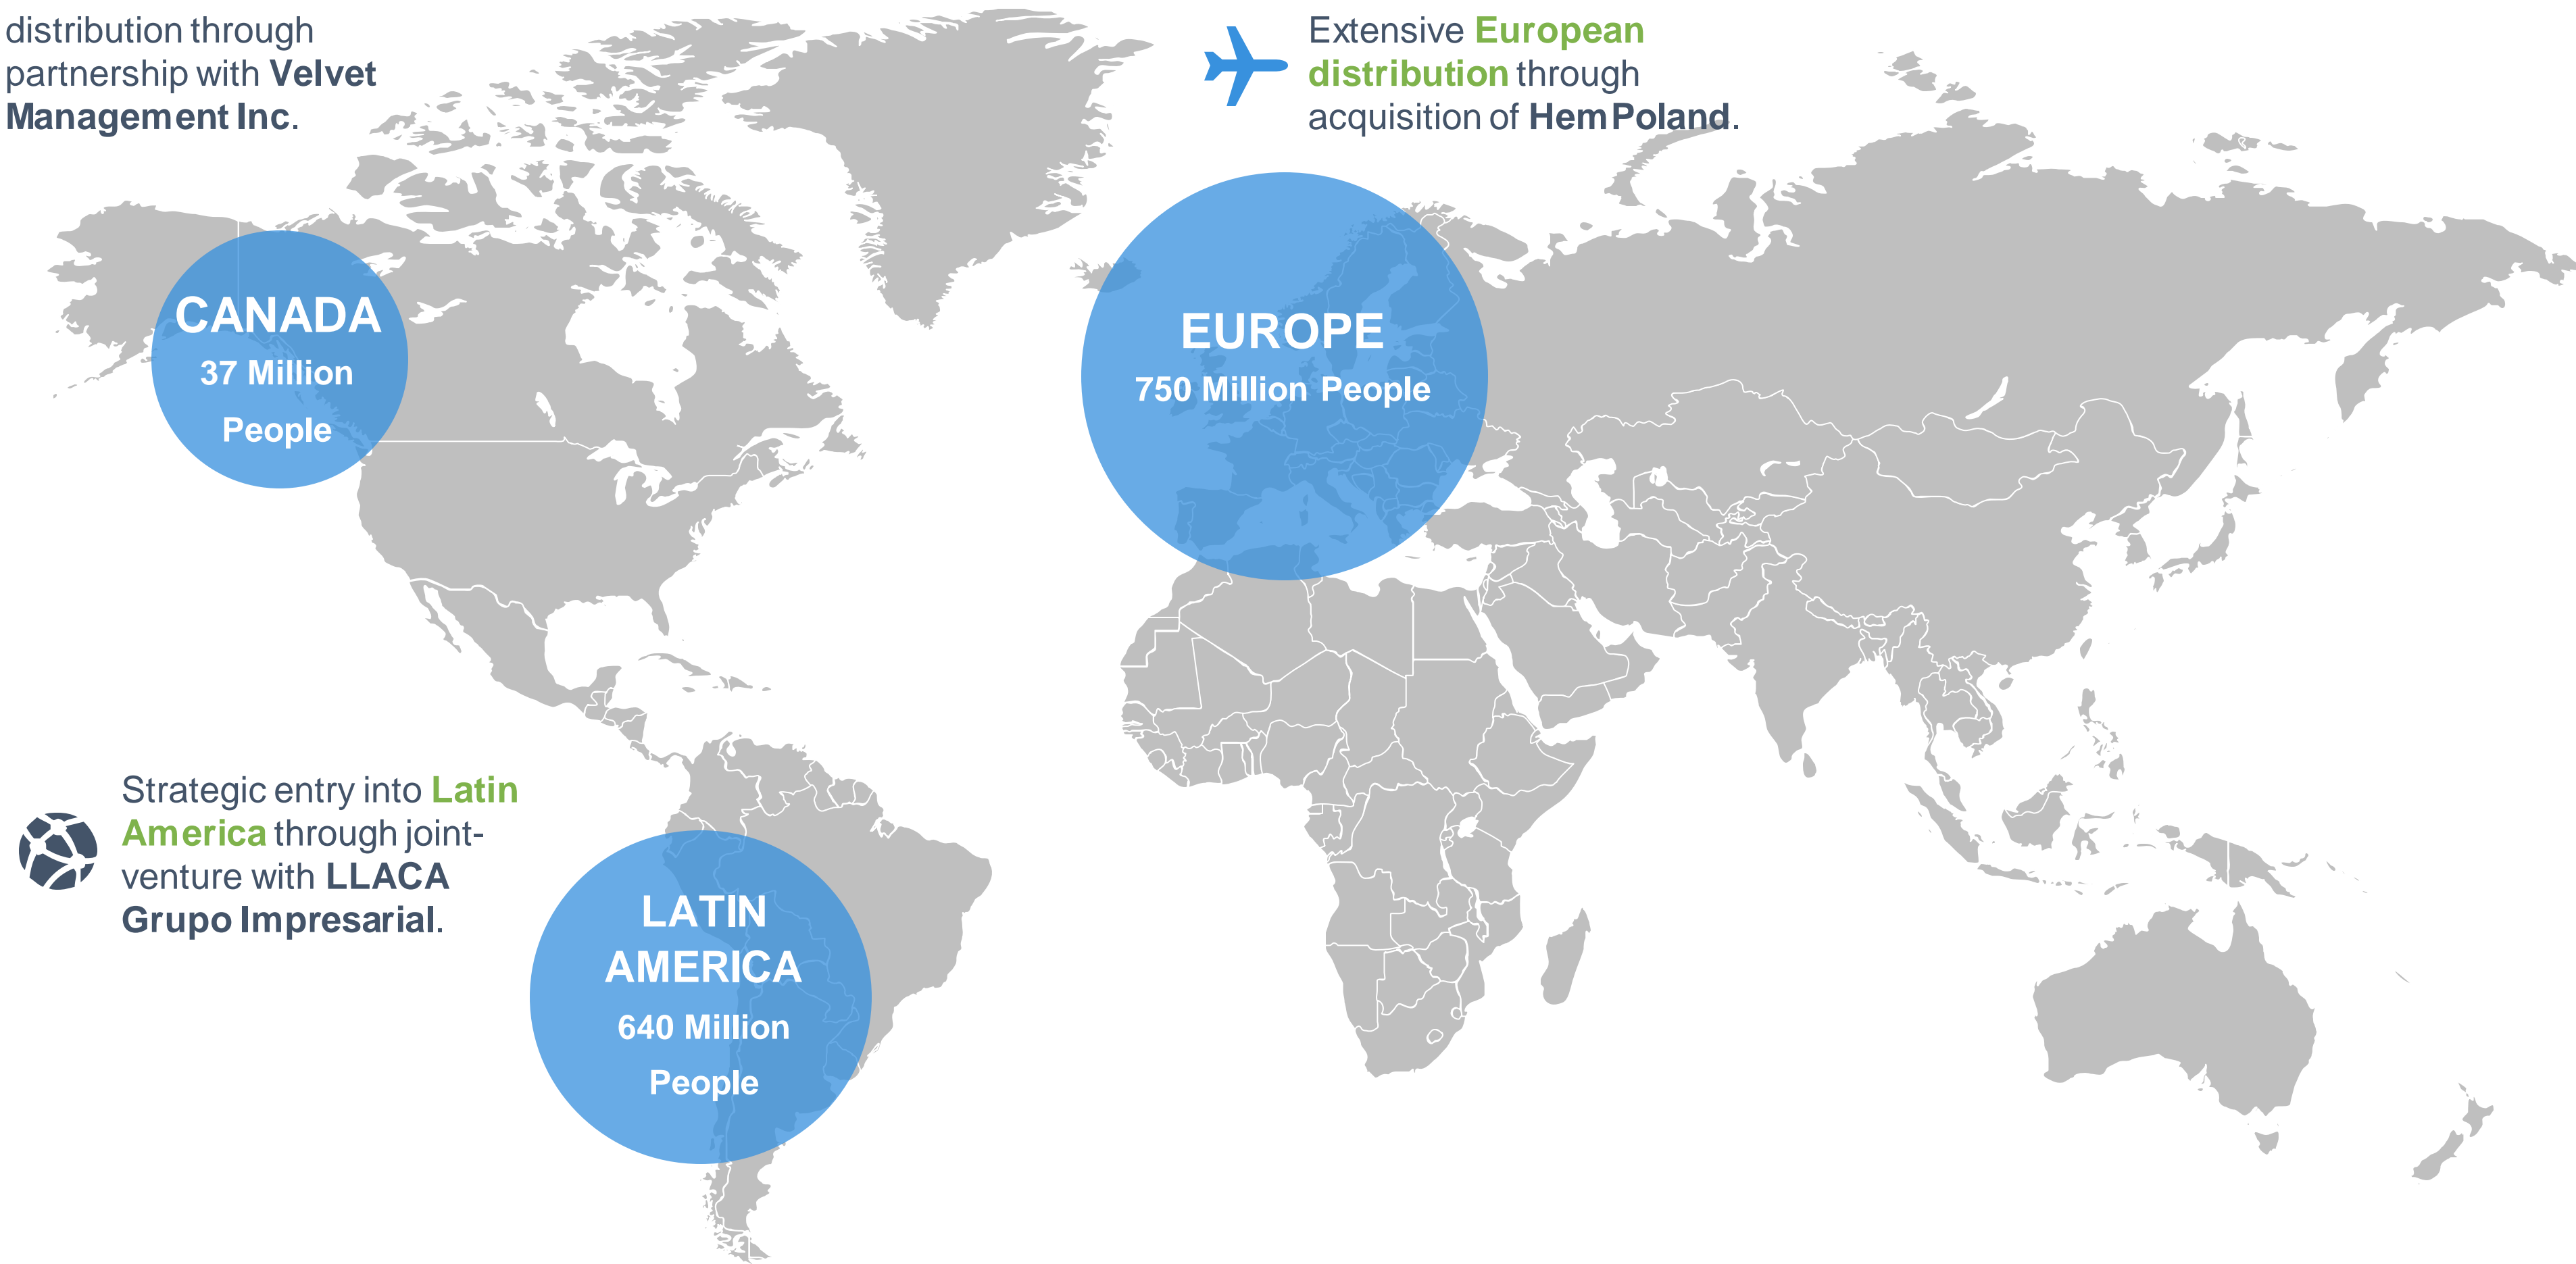 distribution through
partnership with Velvet
Management Inc.
Extensive European
distribution through
acquisition of HemPoland.
CANADA
37 Million
People
EUROPE
750 Million People
Strategic entry into Latin
America through joint-
venture with LLACA
Grupo Impresarial.
LATIN
AMERICA
640 Million
People